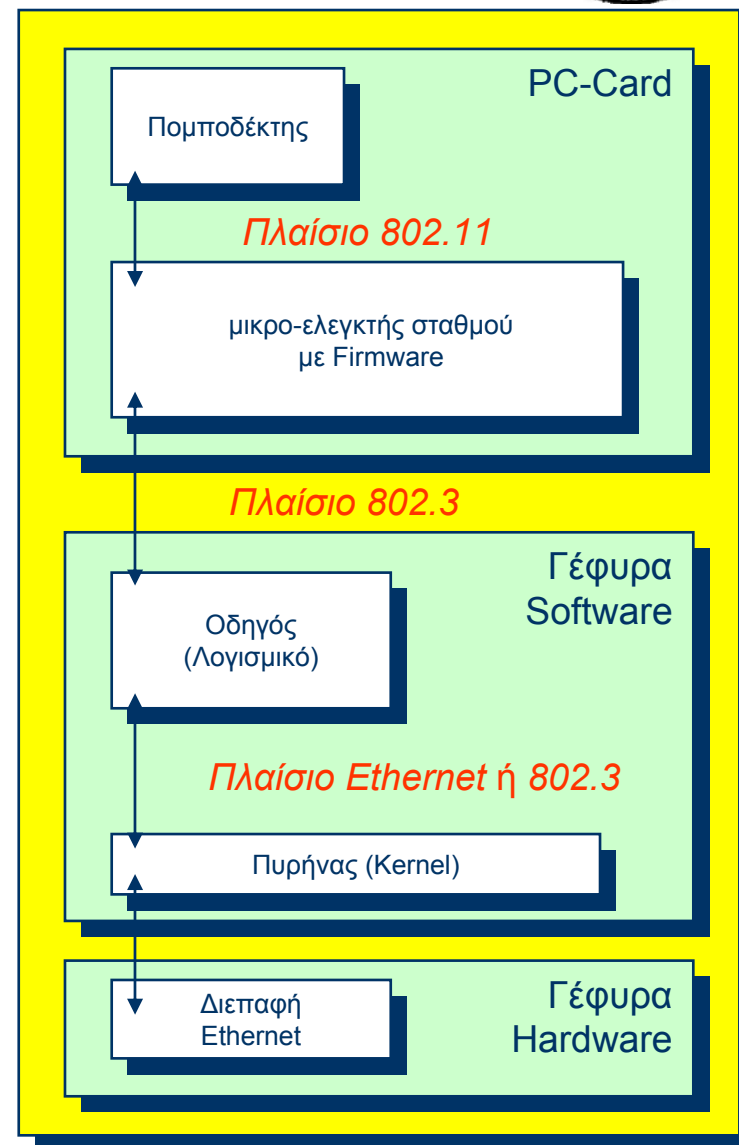 PC-Card
Πομποδέκτης
Πλαίσιο 802.11
μικρο-ελεγκτής σταθμού
με Firmware
Πλαίσιο 802.3
Γέφυρα
Software
Οδηγός
(Λογισμικό)
Πλαίσιο Ethernet ή 802.3
Πυρήνας (Kernel)
Γέφυρα
Hardware
Διεπαφή
Ethernet